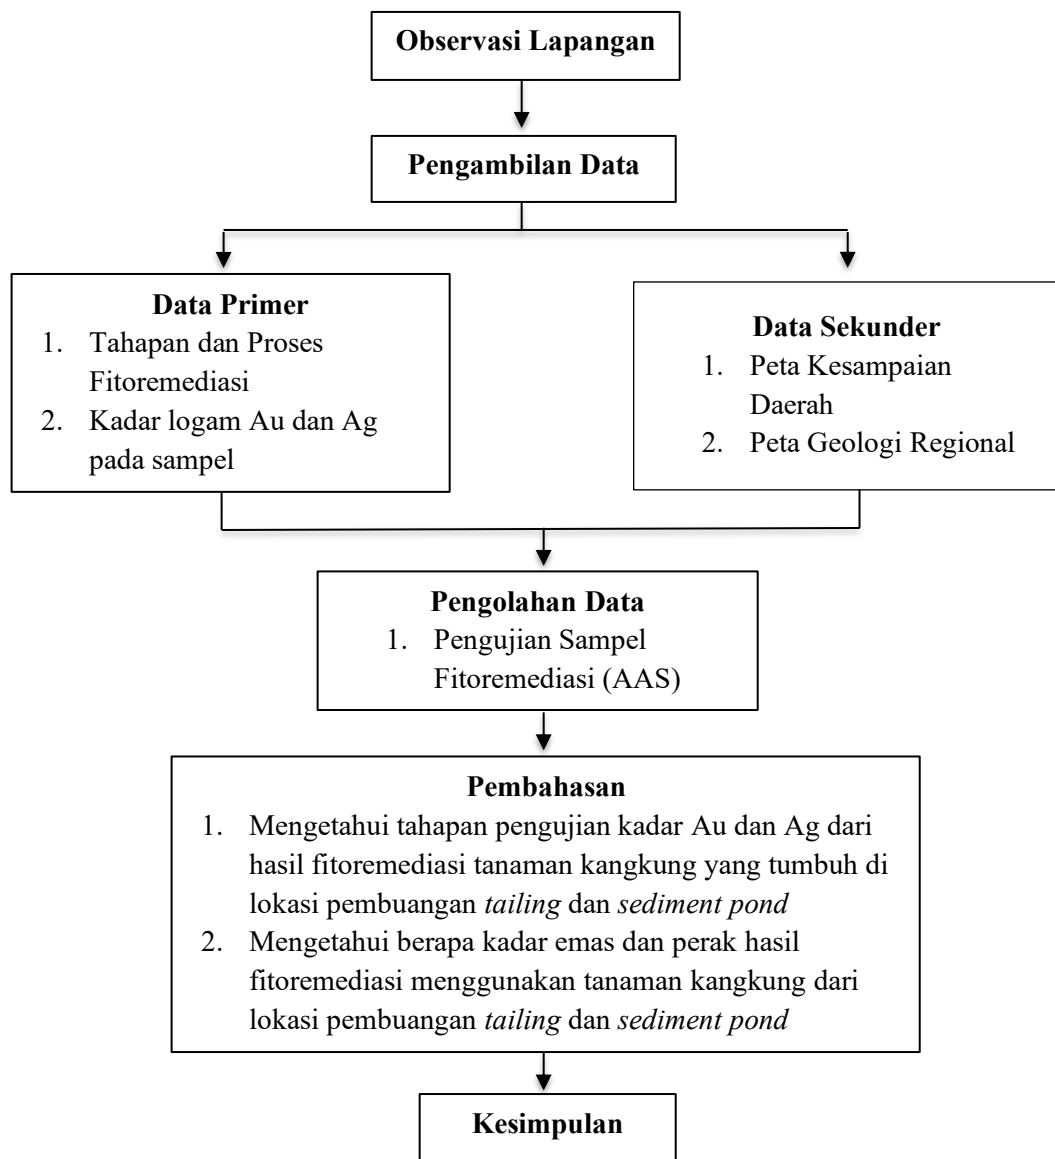 Observasi Lapangan
Pengambilan Data
Data Primer
1. Tahapan dan Proses
Fitoremediasi
2. Kadar logam Au dan Ag
pada sampel
Data Sekunder
1. Peta Kesampaian
Daerah
2. Peta Geologi Regional
Pengolahan Data
1. Pengujian Sampel
Fitoremediasi (AAS)
Pembahasan
1. Mengetahui tahapan pengujian kadar Au dan Ag dari
hasil fitoremediasi tanaman kangkung yang tumbuh di
lokasi pembuangan tailing dan sediment pond
2. Mengetahui berapa kadar emas dan perak hasil
fitoremediasi menggunakan tanaman kangkung dari
lokasi pembuangan tailing dan sediment pond
Kesimpulan